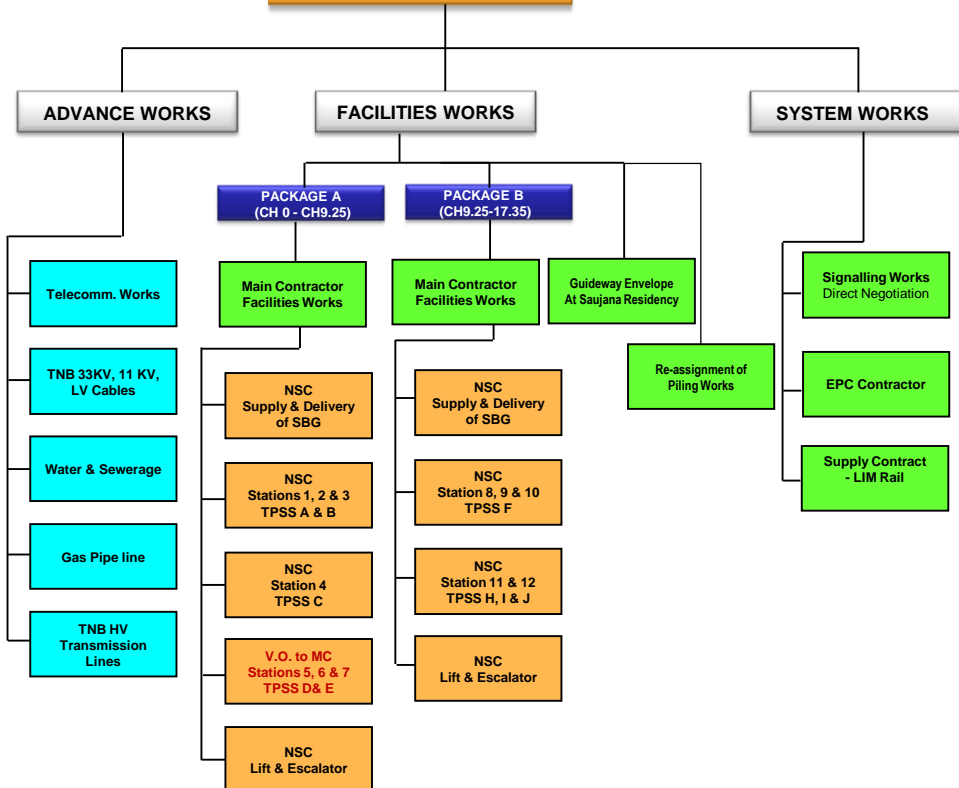 ADVANCE WORKS
FACILITIES WORKS
SYSTEM WORKS
PACKAGE A
(CH 0 - CH9.25)
PACKAGE B
(CH9.25-17.35)
Telecomm. Works
TNB 33KV, 11 KV,
LV Cables
Water & Sewerage
Gas Pipe line
TNB HV
Transmission
Lines
Main Contractor
Facilities Works
NSC
Supply & Delivery
of SBG
NSC
Stations 1, 2 & 3
TPSS A & B
NSC
Station 4
TPSS C
V.O. to MC
Stations 5, 6 & 7
TPSS D& E
NSC
Lift & Escalator
Main Contractor
Facilities Works
NSC
Supply & Delivery
of SBG
NSC
Station 8, 9 & 10
TPSS F
NSC
Station 11 & 12
TPSS H, I & J
NSC
Lift & Escalator
Guideway Envelope
At Saujana Residency
Re-assignment of
Piling Works
Signalling Works
Direct Negotiation
EPC Contractor
Supply Contract
- LIM Rail